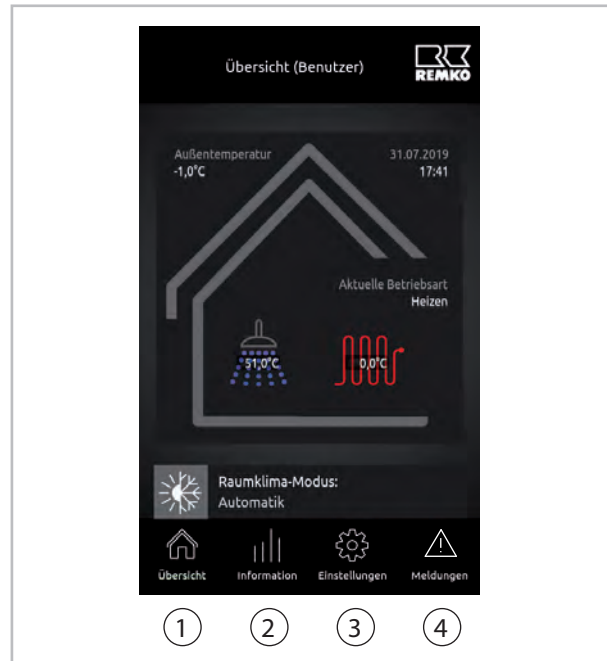 Übersicht (Benutzer)
REMKO
Außentemperatur
-1,0°C
31.07.2019
17:41
Aktuelle Betriebsart
Heizen
51,0°C
0,0°C
Raumklima-Modus:
Automatik
Übersicht Information Einstellungen Meldungen
1 2 3 4